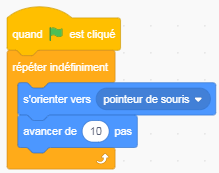 quand est cliqué
répéter indéfiniment
s'orienter vers pointeur de souris
avancer de 10 pas